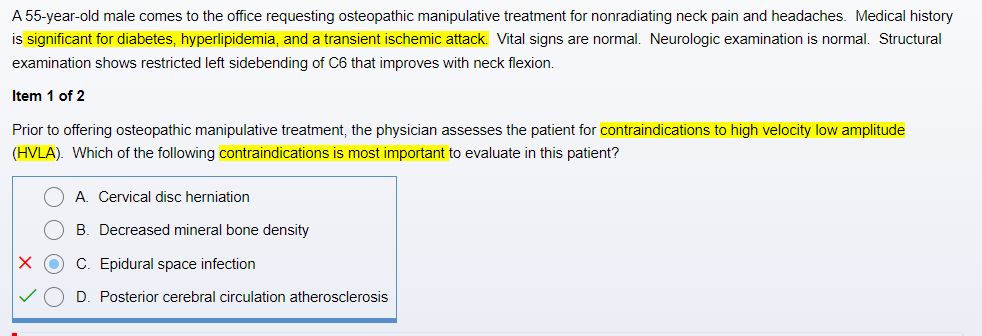 A 55-year-old male comes to the office requesting osteopathic manipulative treatment for nonradiating neck pain and headaches.  Medical history
is significant for diabetes, hyperlipidemia, and a transient ischemic attack.  Vital signs are normal.  Neurologic examination is normal.  Structural
examination shows restricted left sidebending of C6 that improves with neck flexion.
Item 1 of 2
Prior to offering osteopathic manipulative treatment, the physician assesses the patient for contraindications to high velocity low amplitude
(HVLA).  Which of the following contraindications is most important to evaluate in this patient?
A. Cervical disc herniation
B. Decreased mineral bone density
C. Epidural space infection
D. Posterior cerebral circulation atherosclerosis